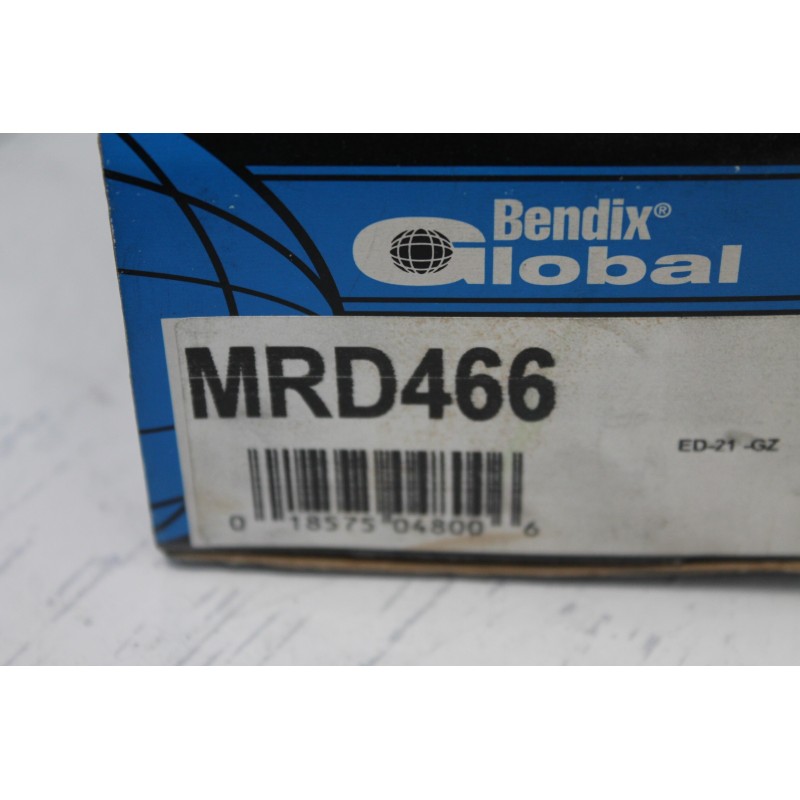 Bendix®
Global
MRD466
ED-21 -GZ
0 18575 04800 6